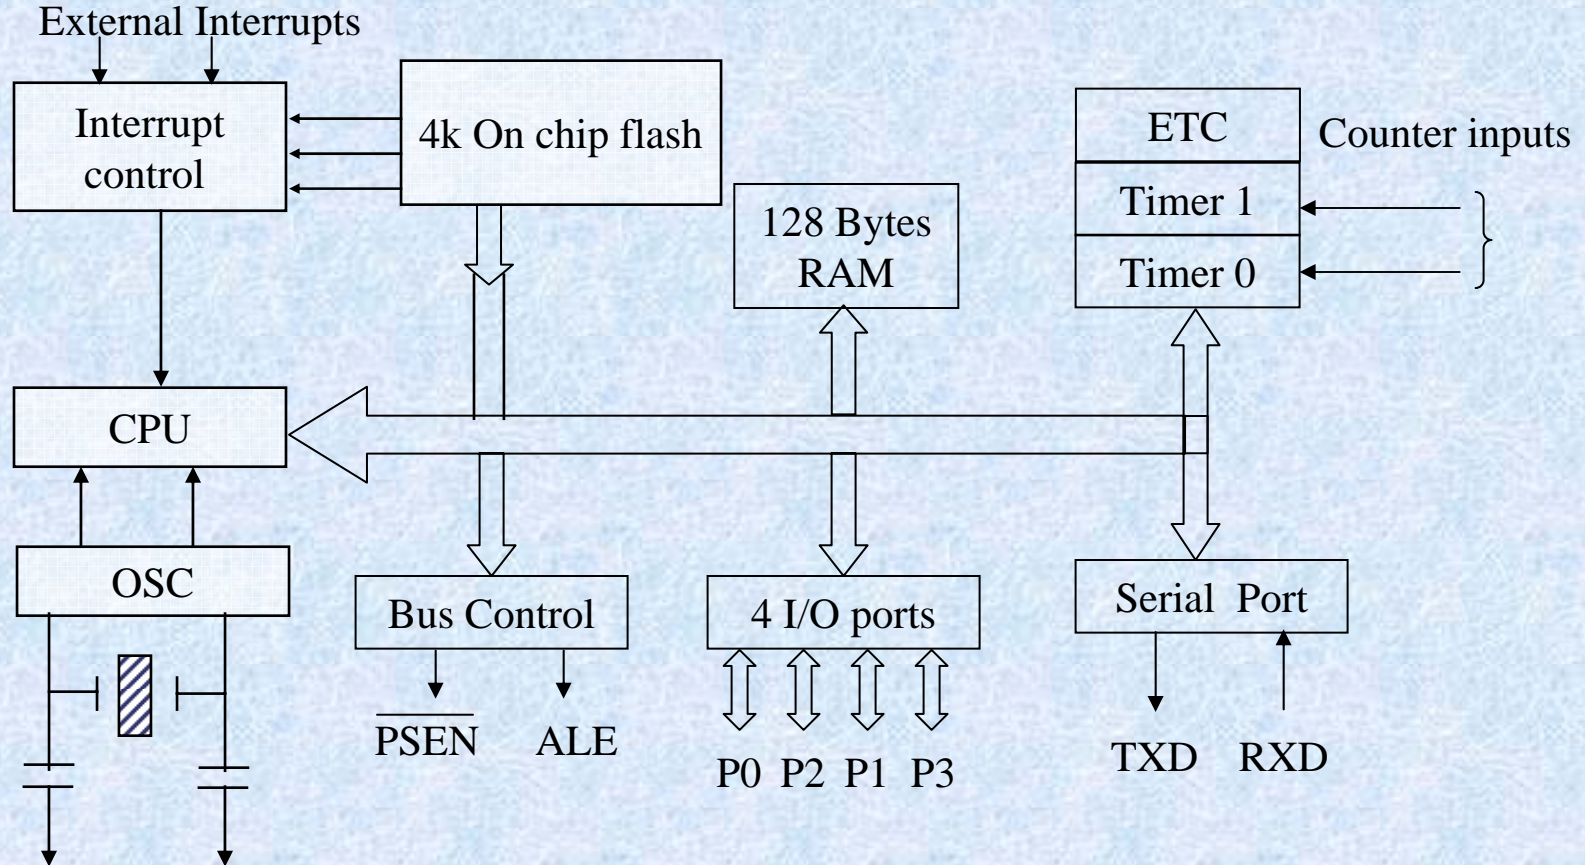 External Interrupts
Interrupt
control
4k On chip flash
128 Bytes
RAM
ETC
Timer 1
Timer 0
Counter inputs
CPU
OSC
Bus Control
4 I/O ports
Serial Port
PSEN
ALE
P0 P2 P1 P3
TXD
RXD